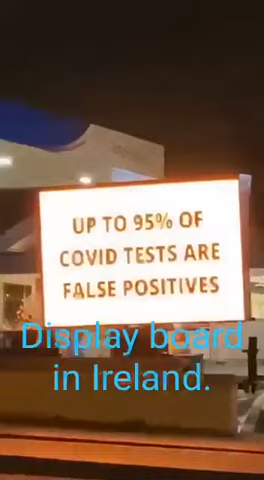 UP TO 95% OF
COVID TESTS ARE
FALSE POSITIVES
Display board
in Ireland.